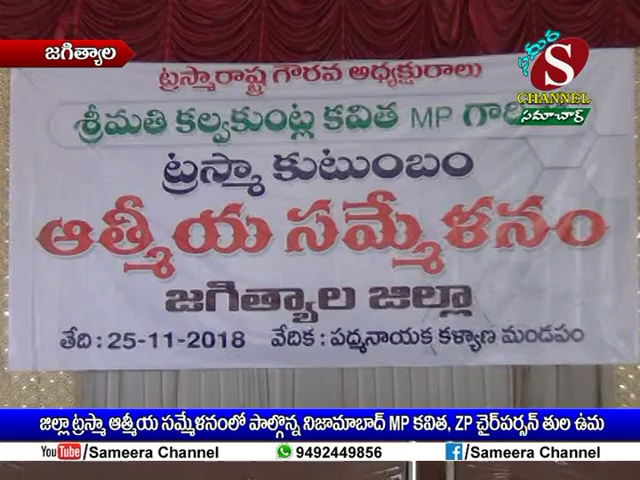 జగిత్యాల
సమీర
S
CHANNEL
సమాచార్
ట్రస్మారాష్ట గౌరవ అధ్యక్షురాలు
శ్రీమతి కల్వకుంట్ల కవిత MP గారి
ట్రస్మా కుటుంబం
ఆత్మీయ సమ్మేళనం
జగిత్యాల జిల్లా
తేది : 25-11-2018 వేదిక : పద్మనాయక కళ్యాణ మండపం
జిల్లా ట్రస్మా ఆత్మీయ సమ్మేళనంలో పాల్గొన్న నిజామాబాద్ MP కవిత, ZP చైర్‌పర్సన్ తుల ఉమ
YouTube /Sameera Channel 9492449856 f /Sameera Channel